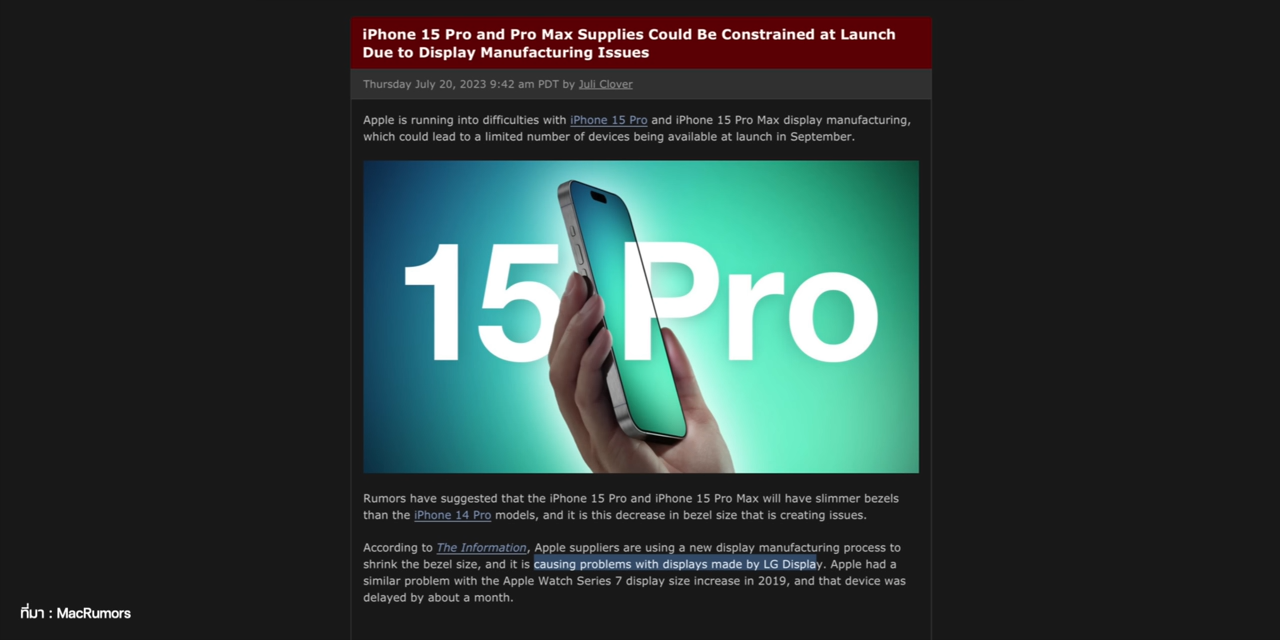 iPhone 15 Pro and Pro Max Supplies Could Be Constrained at Launch
Due to Display Manufacturing Issues
Thursday July 20, 2023 9:42 am PDT by Juli Clover
Apple is running into difficulties with iPhone 15 Pro and iPhone 15 Pro Max display manufacturing,
which could lead to a limited number of devices being available at launch in September.
15 Pro
Rumors have suggested that the iPhone 15 Pro and iPhone 15 Pro Max will have slimmer bezels
than the iPhone 14 Pro models, and it is this decrease in bezel size that is creating issues.
According to The Information, Apple suppliers are using a new display manufacturing process to
shrink the bezel size, and it is causing problems with displays made by LG Display. Apple had a
similar problem with the Apple Watch Series 7 display size increase in 2019, and that device was
delayed by about a month.
ที่มา : MacRumors